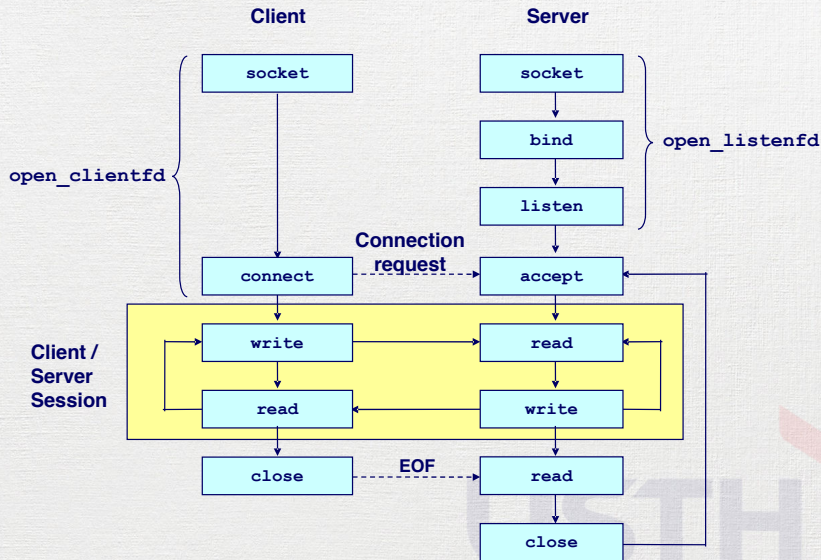 Client
Server
socket
socket
bind
open_listenfd
open_clientfd
listen
Connection
request
connect
accept
Client /
Server
Session
write
read
read
write
close
EOF
read
close
USTH